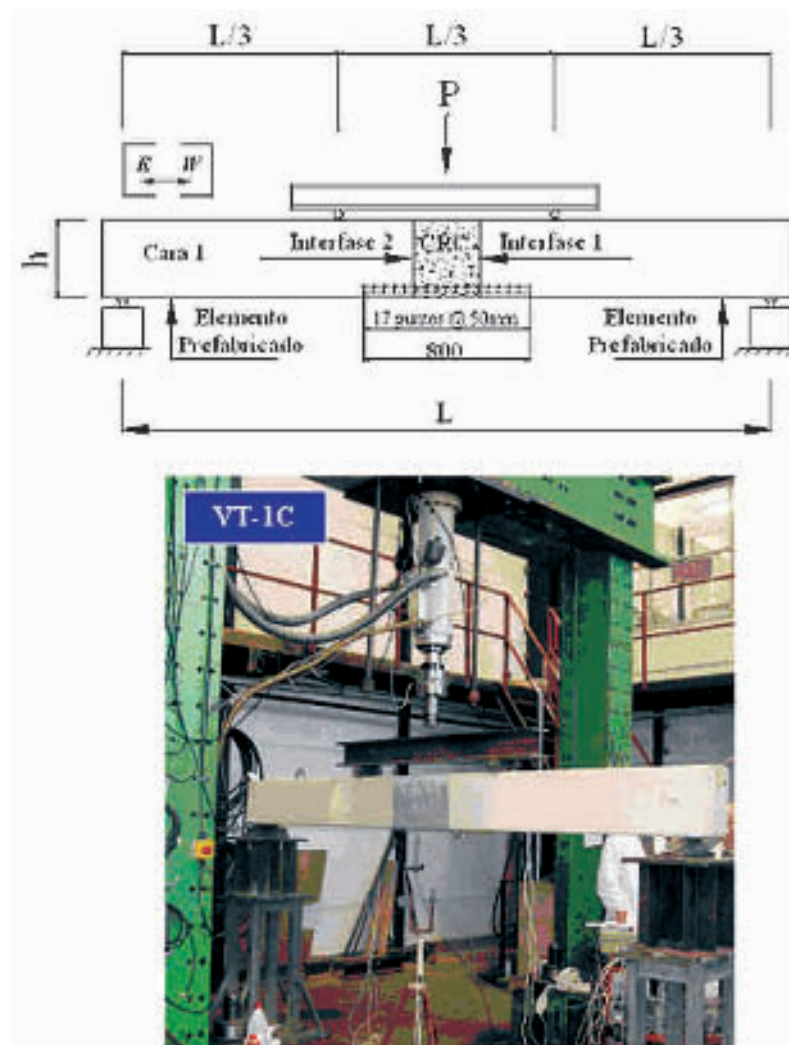 L/3 L/3 L/3
P
E W
h
Cara 1 Interfase 2 CRC Interfase 1
Elemento
Prefabricado
17 puntos @ 50mm
800
Elemento
Prefabricado
L
VT-1C